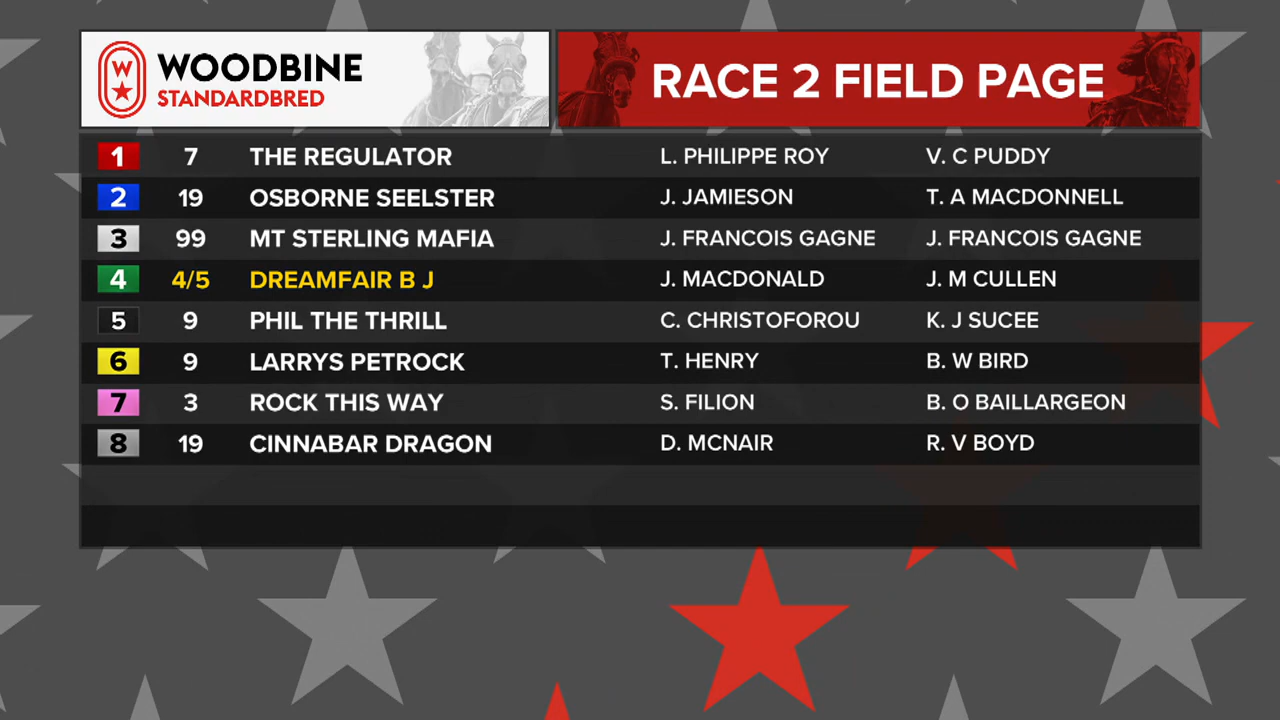 W
WOODBINE
STANDARDBRED
RACE 2 FIELD PAGE
1 7 THE REGULATOR L. PHILIPPE ROY V. C PUDDY
2 19 OSBORNE SEELSTER J. JAMIESON T. A MACDONNELL
3 99 MT STERLING MAFIA J. FRANCOIS GAGNE J. FRANCOIS GAGNE
4 4/5 DREAMFAIR B J J. MACDONALD J. M CULLEN
5 9 PHIL THE THRILL C. CHRISTOFOROU K. J SUCEE
6 9 LARRYS PETROCK T. HENRY B. W BIRD
7 3 ROCK THIS WAY S. FILION B. O BAILLARGEON
8 19 CINNABAR DRAGON D. MCNAIR R. V BOYD